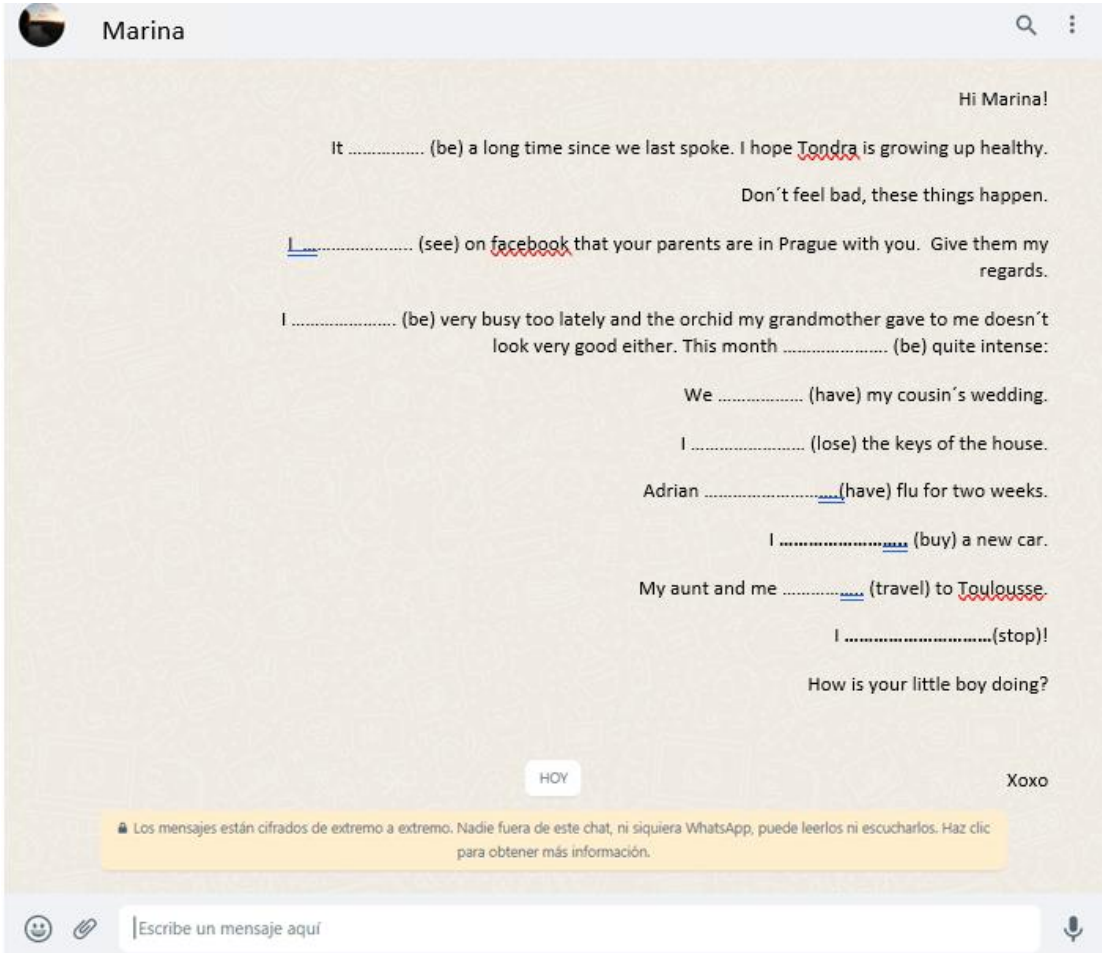 Marina
Hi Marina!
It ................ (be) a long time since we last spoke. I hope Tondra is growing up healthy.
Don´t feel bad, these things happen.
I ....................... (see) on facebook that your parents are in Prague with you. Give them my
regards.
I ...................... (be) very busy too lately and the orchid my grandmother gave to me doesn´t
look very good either. This month ...................... (be) quite intense:
We .................. (have) my cousin´s wedding.
I ........................ (lose) the keys of the house.
Adrian .............................(have) flu for two weeks.
I ........................... (buy) a new car.
My aunt and me ................. (travel) to Toulousse.
I ..............................(stop)!
How is your little boy doing?
HOY
Xoxo
Los mensajes están cifrados de extremo a extremo. Nadie fuera de este chat, ni siquiera WhatsApp, puede leerlos ni escucharlos. Haz clic
para obtener más información.
Escribe un mensaje aquí